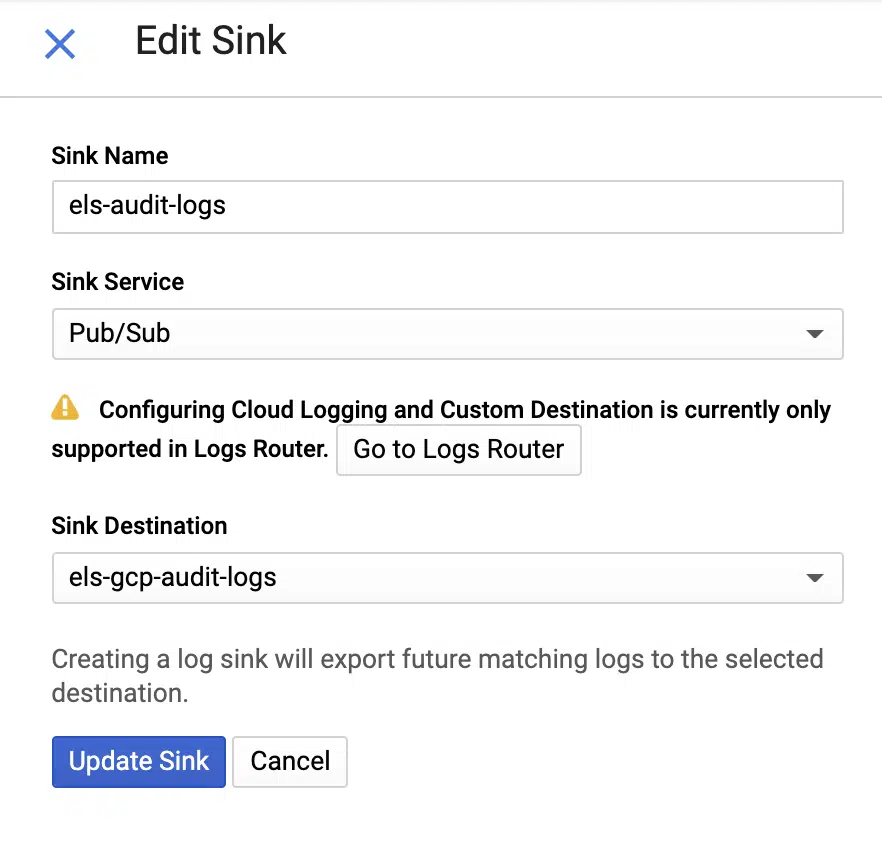 Edit Sink
Sink Name
els-audit-logs
Sink Service
Pub/Sub
Configuring Cloud Logging and Custom Destination is currently only
supported in Logs Router. Go to Logs Router
Sink Destination
els-gcp-audit-logs
Creating a log sink will export future matching logs to the selected
destination.
Update Sink Cancel